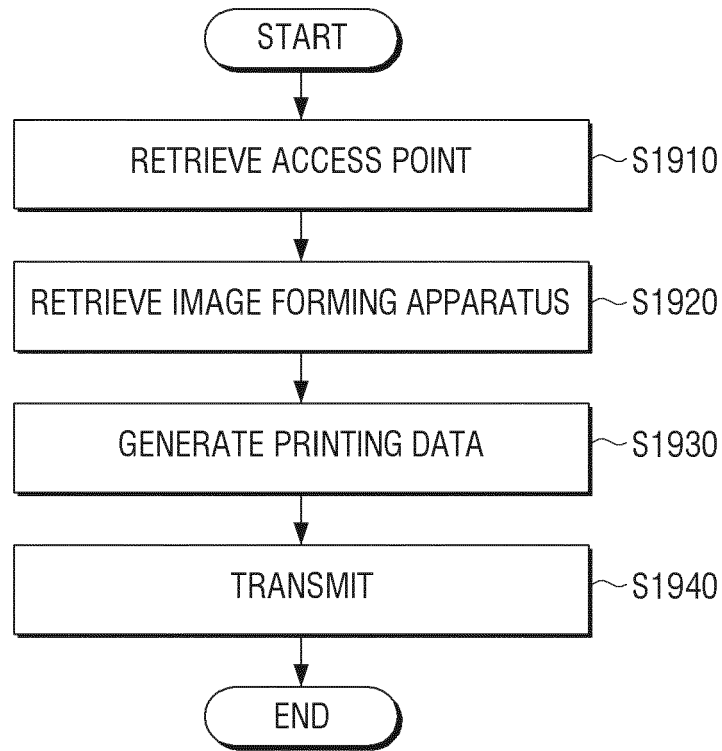 START
RETRIEVE ACCESS POINT
S1910
RETRIEVE IMAGE FORMING APPARATUS
S1920
GENERATE PRINTING DATA
S1930
TRANSMIT
S1940
END